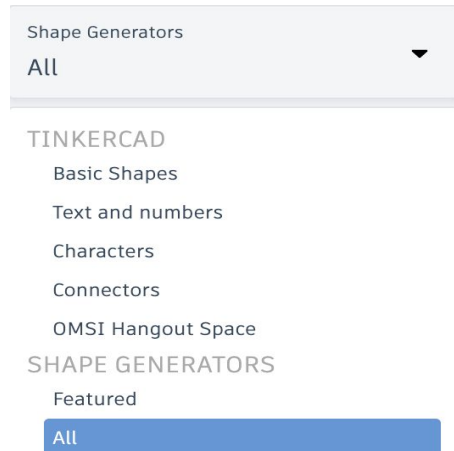 Shape Generators
All
TINKERCAD
Basic Shapes
Text and numbers
Characters
Connectors
OMSI Hangout Space
SHAPE GENERATORS
Featured
All